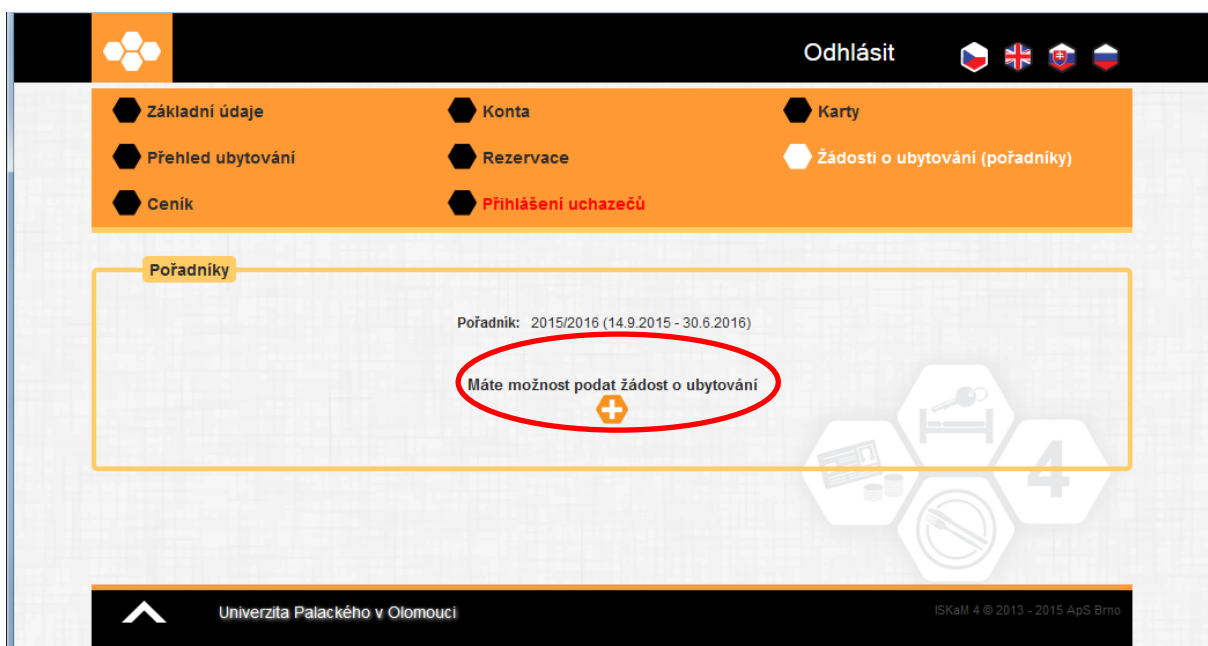 Odhlásit
Základní údaje
Konta
Karty
Přehled ubytování
Rezervace
Žádosti o ubytování (pořadníky)
Ceník
Přihlášení uchazečů
Pořadníky
Pořadník: 2015/2016 (14.9.2015 - 30.6.2016)
Máte možnost podat žádost o ubytování
4
Univerzita Palackého v Olomouci
ISKaM 4 © 2013 - 2015 ApS Brno